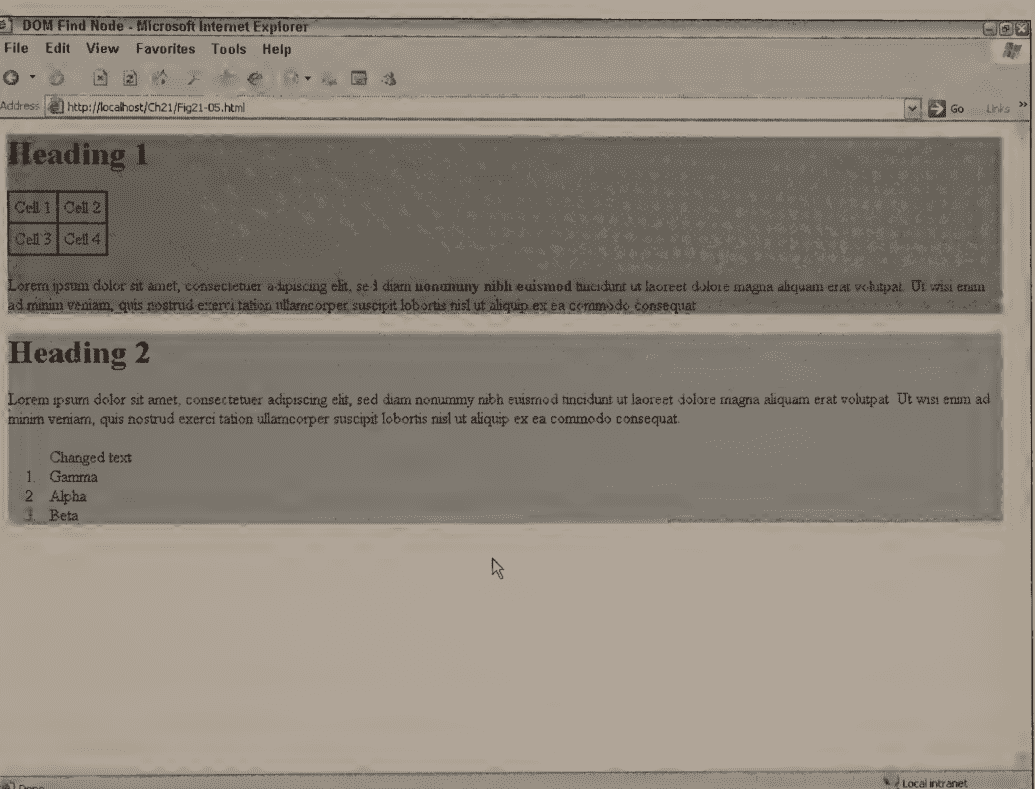 DOM Find Node - Microsoft Internet Explorer
File Edit View Favorites Tools Help
Address http://localhost/Ch21/Fig21-05.html Go Links »
Heading 1
Cell 1 Cell 2
Cell 3 Cell 4
Lorem ipsum dolor sit amet, consectetuer adipiscing elit, sed diam nonummy nibh euismod tincidunt ut laoreet dolore magna aliquam erat volutpat. Ut wisi enim
ad minim veniam, quis nostrud exerci tation ullamcorper suscipit lobortis nisl ut aliquip ex ea commodo consequat.
Heading 2
Lorem ipsum dolor sit amet, consectetuer adipiscing elit, sed diam nonummy nibh euismod tincidunt ut laoreet dolore magna aliquam erat volutpat. Ut wisi enim ad
minim veniam, quis nostrud exerci tation ullamcorper suscipit lobortis nisl ut aliquip ex ea commodo consequat.
Changed text
1. Gamma
2. Alpha
3. Beta
Done Local intranet